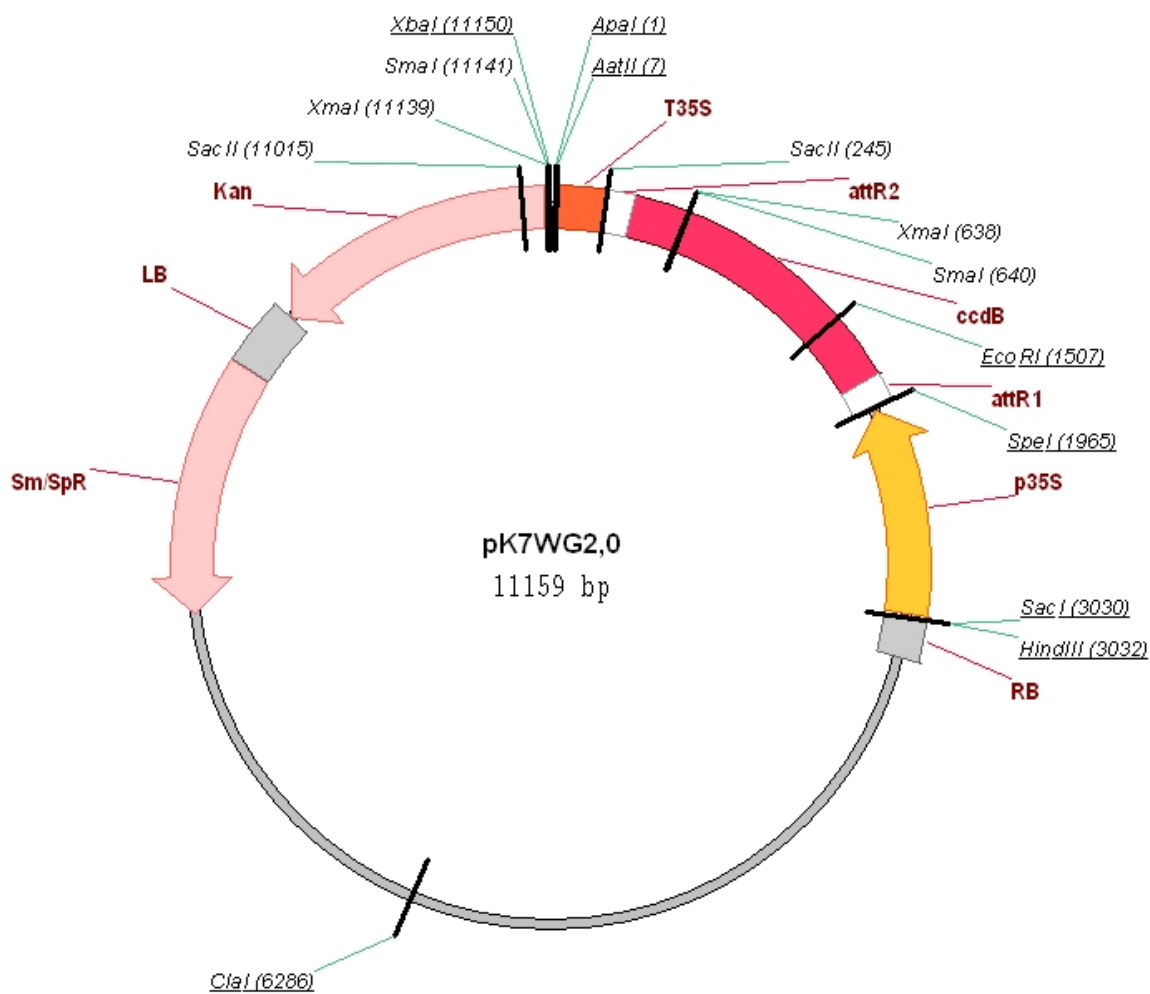 XbaI (11150)
ApaI (1)
SmaI (11141)
AatII (7)
XmaI (11139)
T35S
SacII (11015)
SacII (245)
Kan
attR2
XmaI (638)
LB
SmaI (640)
ccdB
EcoRI (1507)
attR1
SpeI (1965)
Sm/SpR
p35S
pK7WG2,0
11159 bp
SacI (3030)
HindIII (3032)
RB
ClaI (6286)